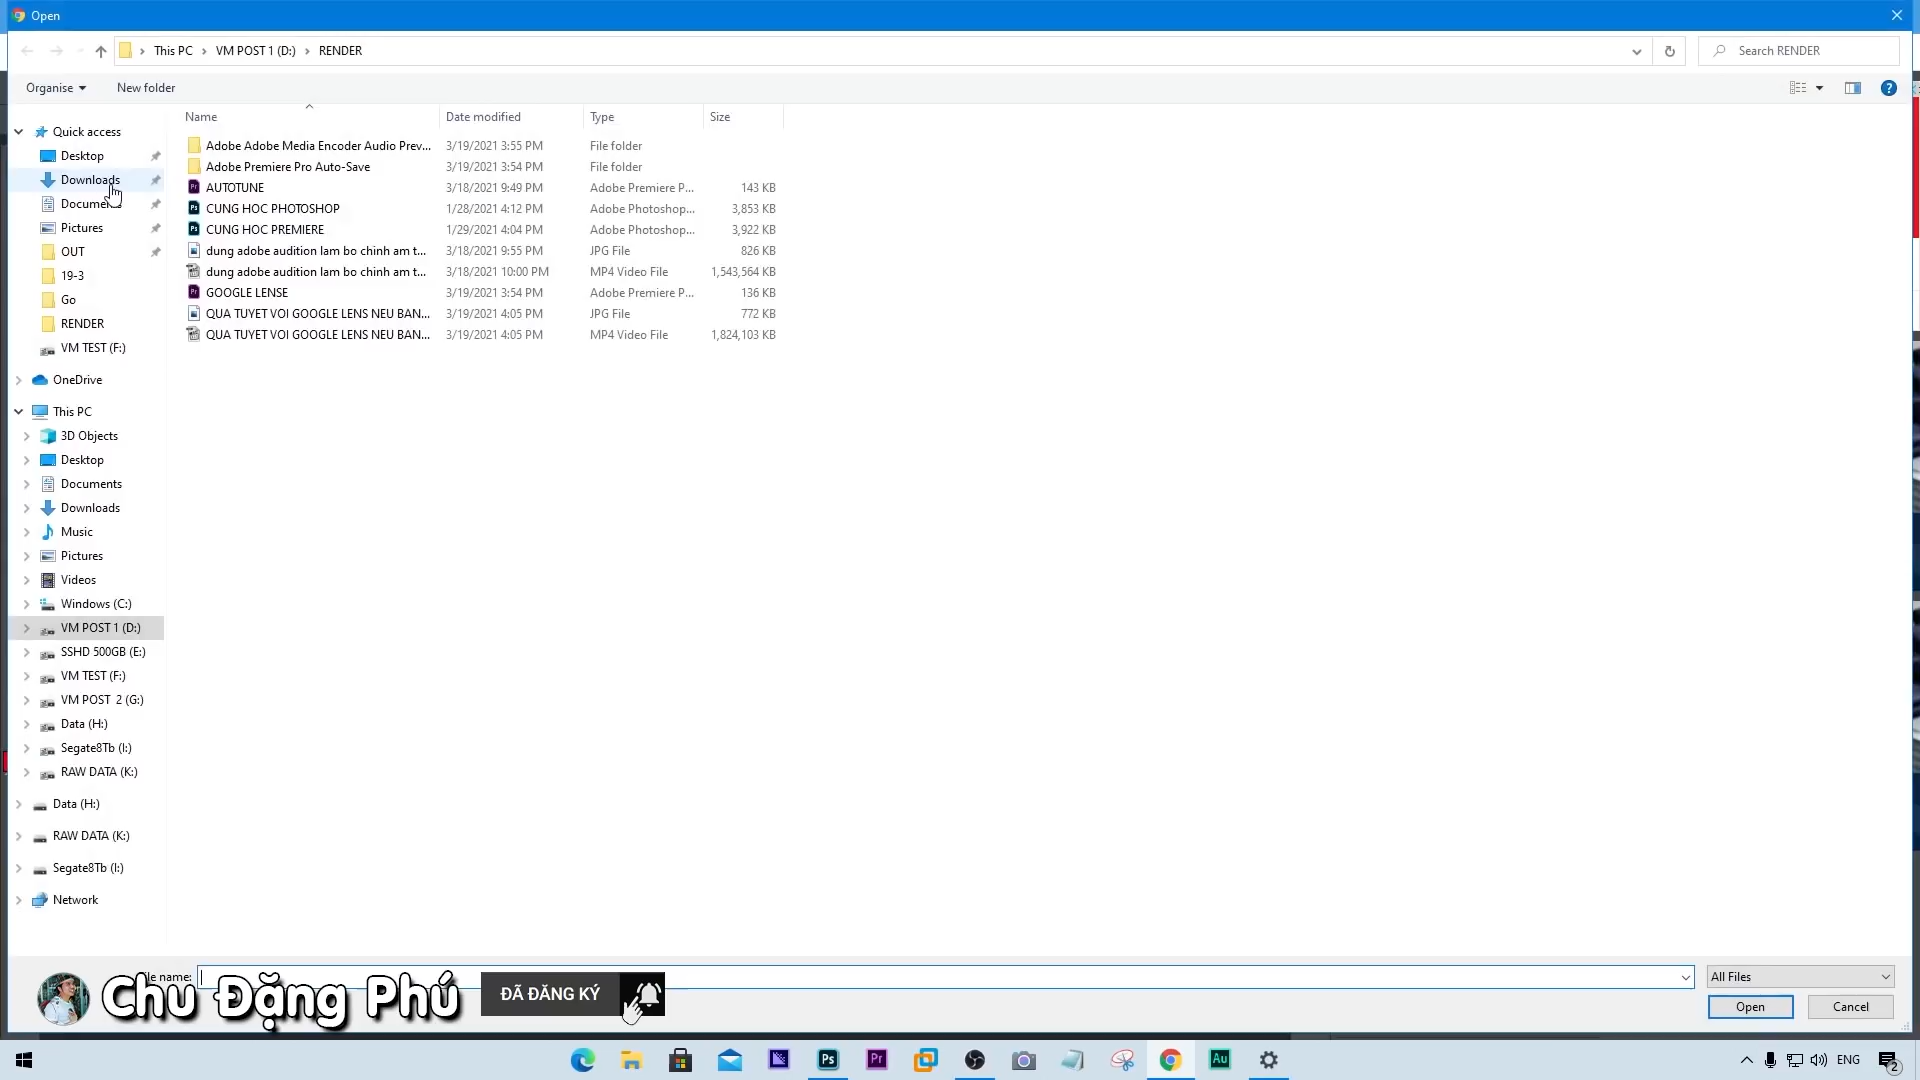 Open
This PC > VM POST 1 (D:) > RENDER
Search RENDER
Organise
New folder
Name Date modified Type Size
Adobe Adobe Media Encoder Audio Prev... 3/19/2021 3:55 PM File folder
Adobe Premiere Pro Auto-Save 3/19/2021 3:54 PM File folder
AUTOTUNE 3/18/2021 9:49 PM Adobe Premiere P... 143 KB
CUNG HOC PHOTOSHOP 1/28/2021 4:12 PM Adobe Photoshop... 3,853 KB
CUNG HOC PREMIERE 1/29/2021 4:04 PM Adobe Photoshop... 3,922 KB
dung adobe audition lam bo chinh am t... 3/18/2021 9:55 PM JPG File 826 KB
dung adobe audition lam bo chinh am t... 3/18/2021 10:00 PM MP4 Video File 1,543,564 KB
GOOGLE LENSE 3/19/2021 3:54 PM Adobe Premiere P... 136 KB
QUA TUYET VOI GOOGLE LENS NEU BAN... 3/19/2021 4:05 PM JPG File 772 KB
QUA TUYET VOI GOOGLE LENS NEU BAN... 3/19/2021 4:05 PM MP4 Video File 1,824,103 KB
Quick access
Desktop
Downloads
Documents
Pictures
OUT
19-3
Go
RENDER
VM TEST (F:)
OneDrive
This PC
3D Objects
Desktop
Documents
Downloads
Music
Pictures
Videos
Windows (C:)
VM POST 1 (D:)
SSHD 500GB (E:)
VM TEST (F:)
VM POST 2 (G:)
Data (H:)
Segate8Tb (I:)
RAW DATA (K:)
Data (H:)
RAW DATA (K:)
Segate8Tb (I:)
Network
File name:
All Files
Open
Cancel
Chu Đặng Phú
ĐÃ ĐĂNG KÝ
Ps
Pr
Au
ENG
2